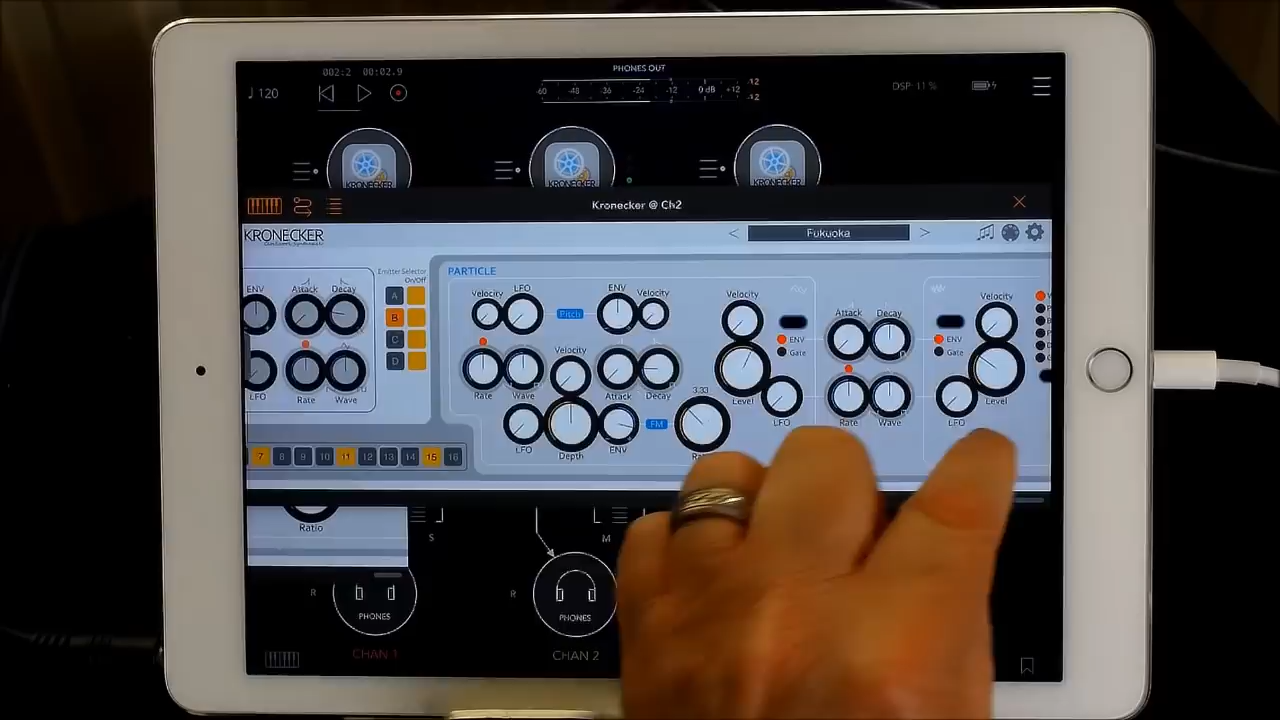 002:2 00:02.9
PHONES OUT
♩ 120
-60 -48 -36 -24 -12 0 dB +12
-12
-12
DSP: 11 %
KRONECKER
KRONECKER
KRONECKER
Kronecker @ Ch2
KRONECKER
< Fukuoka >
Emitter Selector
On/Off
PARTICLE
ENV Attack Decay
A
B
C
D
LFO Rate Wave
Velocity LFO
Pitch
ENV Velocity
Velocity
Velocity
Attack Decay
ENV
Gate
ENV
Gate
Rate Wave
Velocity
Attack Decay
3.33
Level
LFO
Rate Wave
LFO
Level
LFO Depth ENV
FM
7 8 9 10 11 12 13 14 15 16
Ratio
S
M
R
PHONES
R
PHONES
CHAN 1
CHAN 2